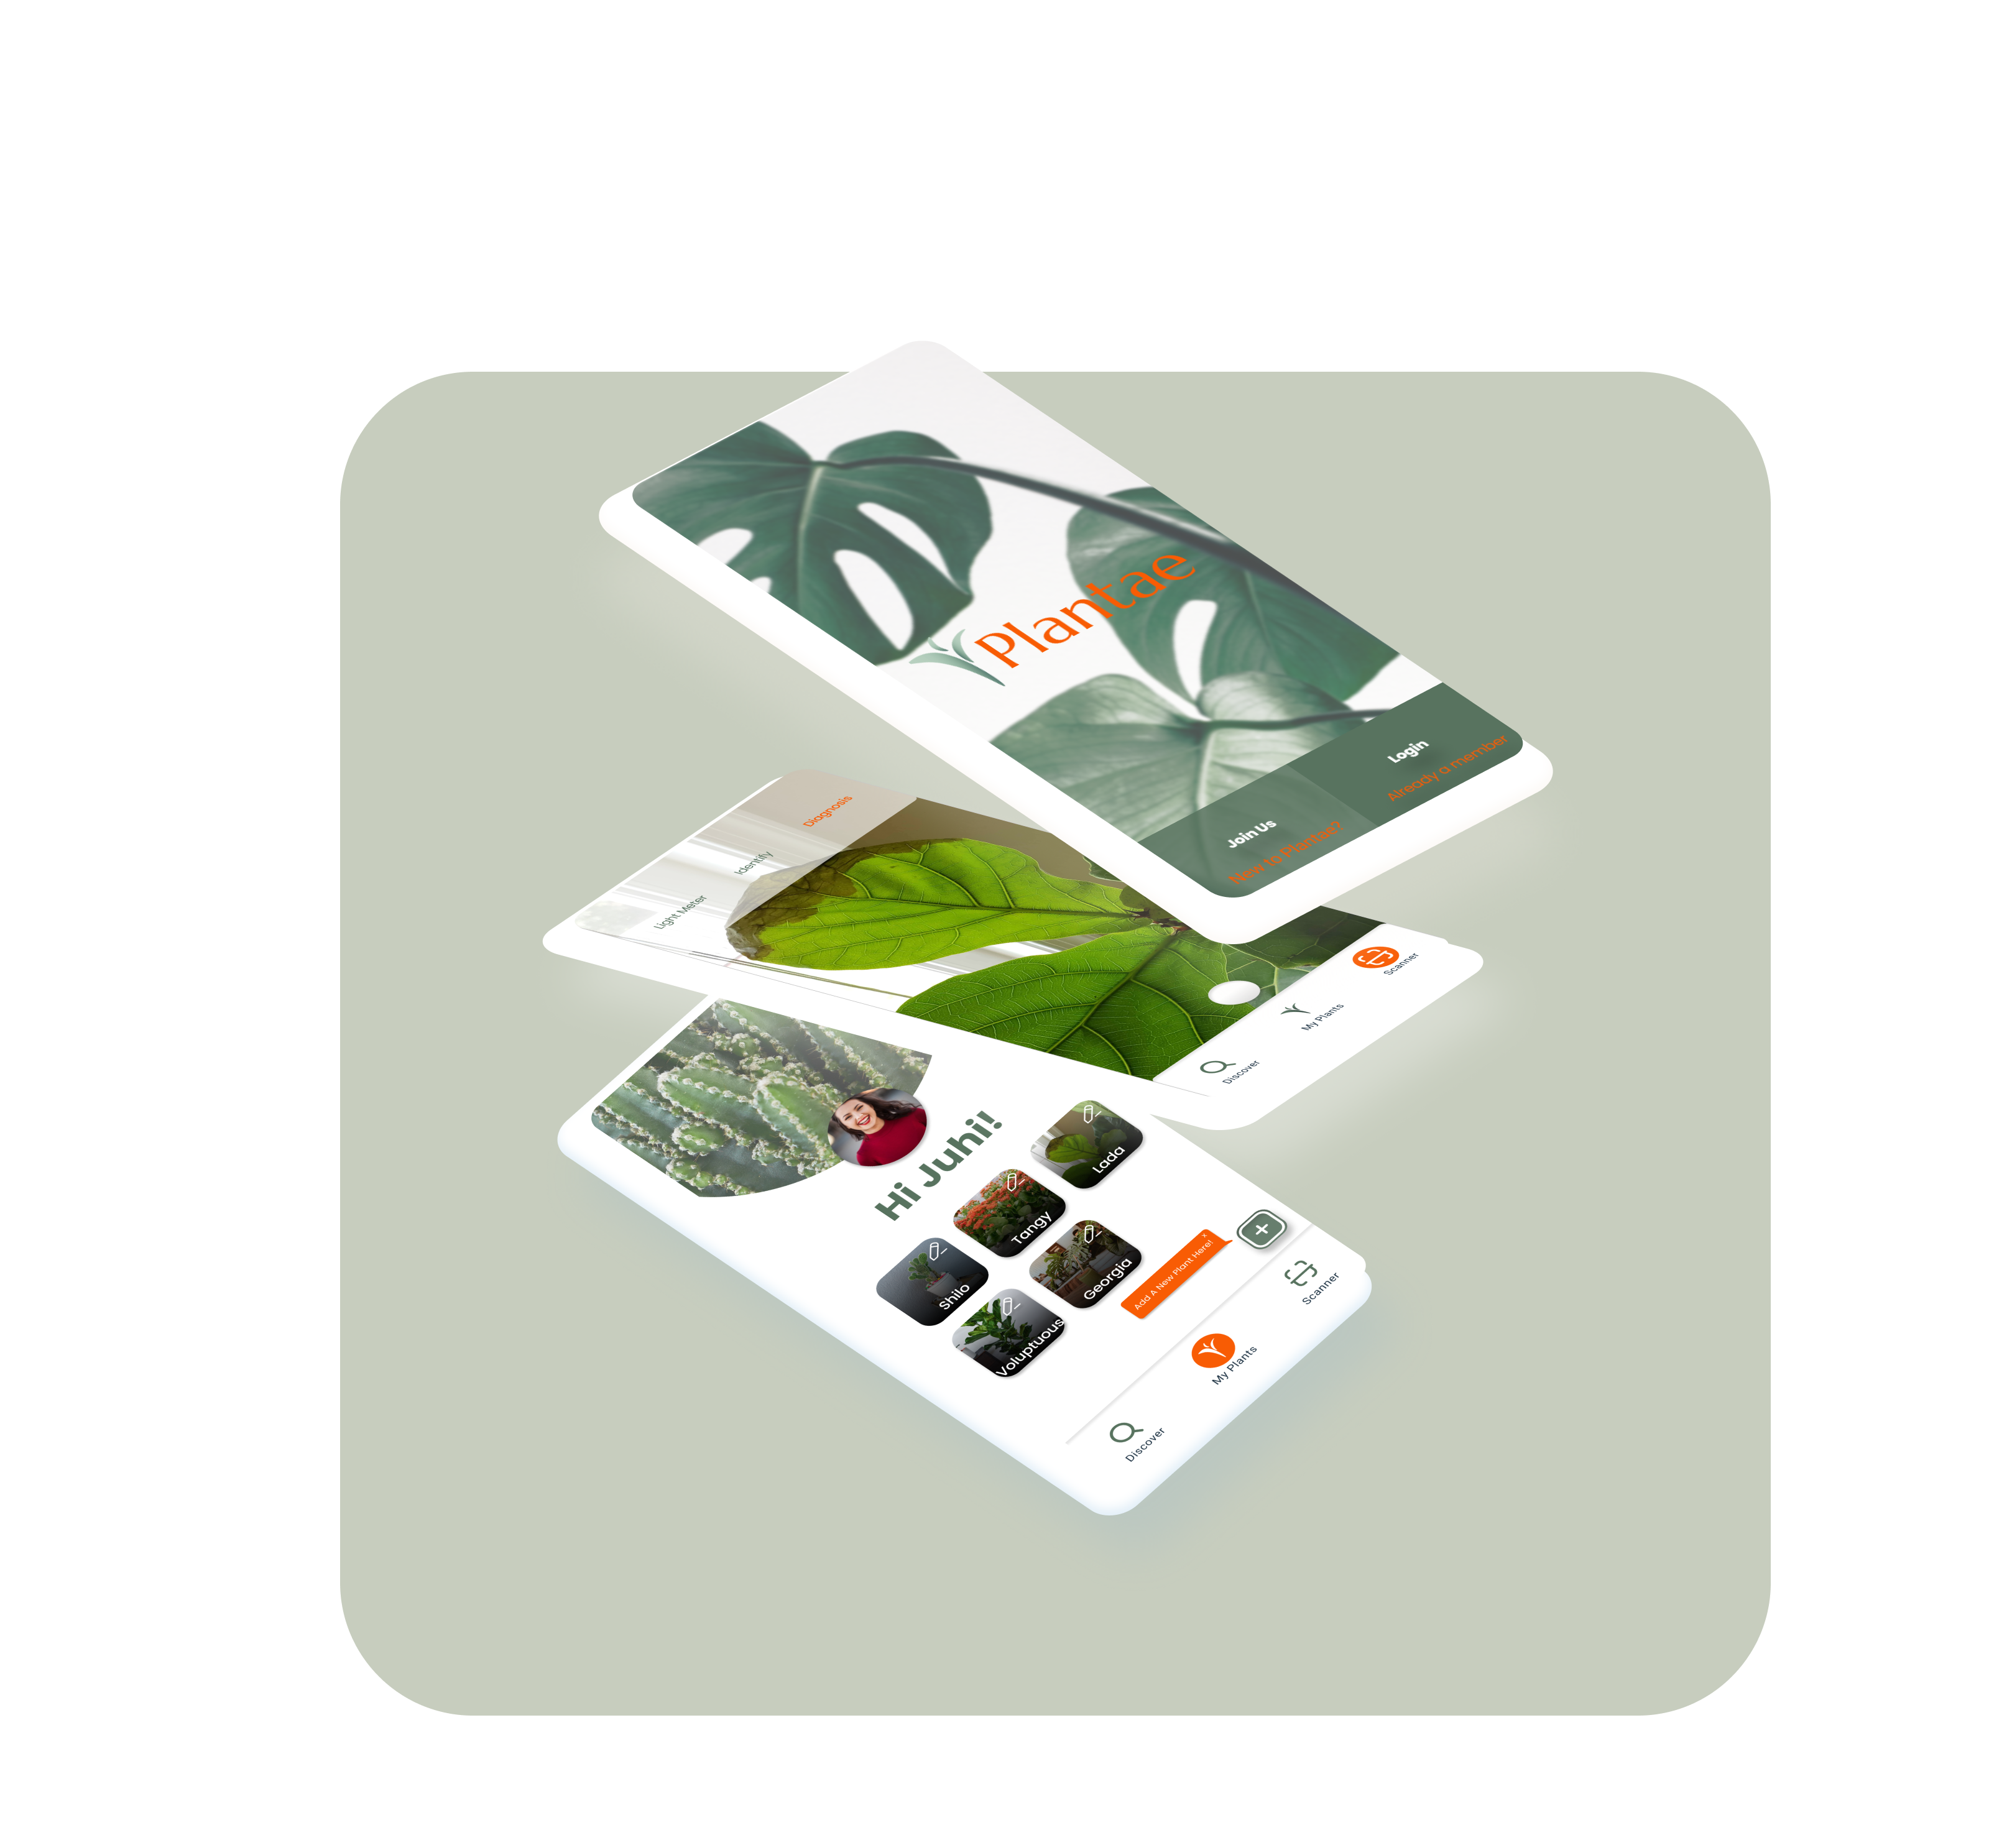 Plantae
Join Us
New to Plantae?
Login
Already a member
Light Meter
Identify
Diagnosis
Discover
My Plants
Scanner
Hi Juhi!
Shilo
Tangy
Lada
Voluptuous
Georgia
Add A New Plant Here!
x
Discover
My Plants
Scanner